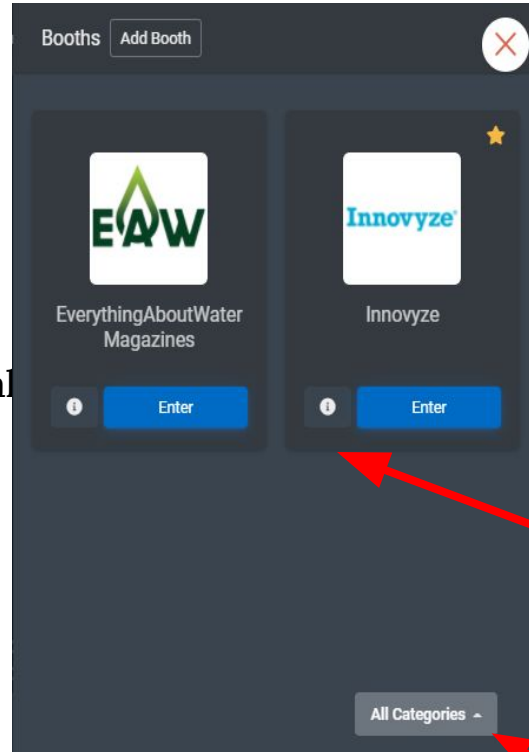 Booths Add Booth
EAW
Innovyze
EverythingAboutWater
Magazines
Innovyze
Enter
Enter
All Categories